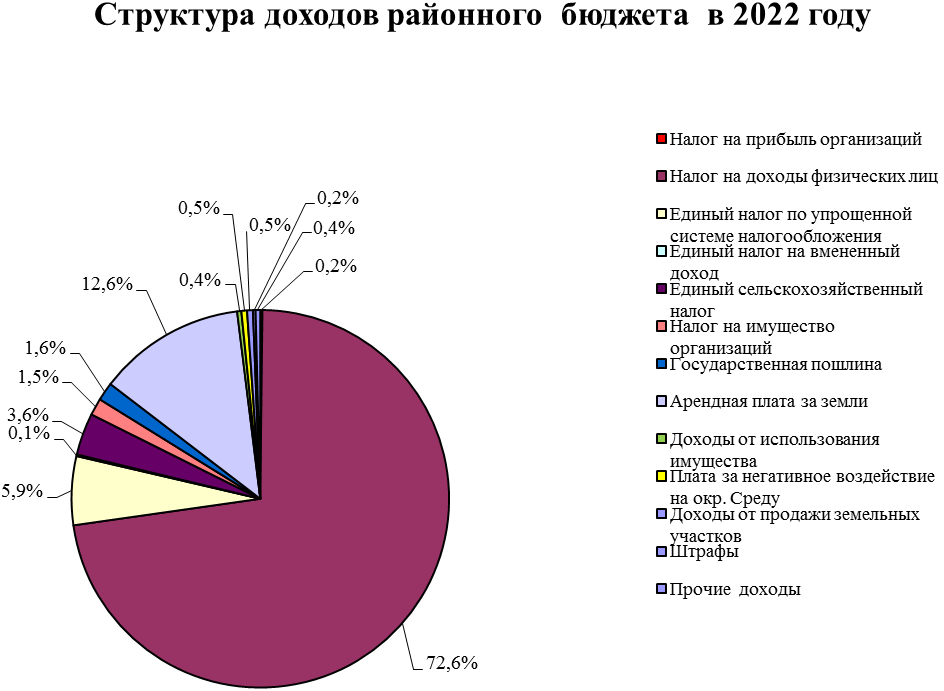 Структура доходов районного бюджета в 2022 году
0,2%
0,5%
0,5%
0,4%
0,2%
0,4%
12,6%
1,6%
1,5%
3,6%
0,1%
5,9%
72,6%
Налог на прибыль организаций
Налог на доходы физических лиц
Единый налог по упрощенной
системе налогообложения
Единый налог на вмененный
доход
Единый сельскохозяйственный
налог
Налог на имущество
организаций
Государственная пошлина
Арендная плата за земли
Доходы от использования
имущества
Плата за негативное воздействие
на окр. Среду
Доходы от продажи земельных
участков
Штрафы
Прочие доходы